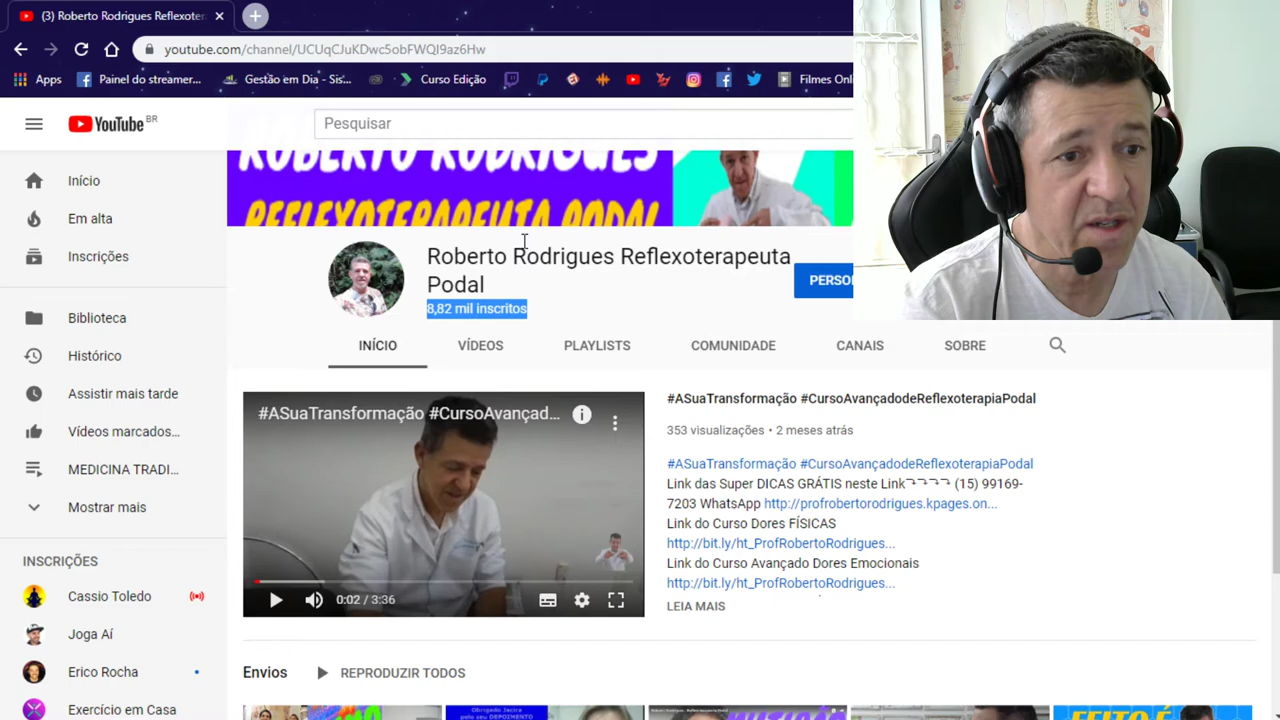 (3) Roberto Rodrigues Reflexoter
youtube.com/channel/UCUqCJuKDwc5obFWQI9az6Hw
Apps
Painel do streamer...
Gestão em Dia - Sis...
Curso Edição
Filmes Onl
YouTube BR
Pesquisar
ROBERTO RODRIGUES
REFLEXOTERAPEUTA PODAL
Início
Em alta
Inscrições
Biblioteca
Histórico
Assistir mais tarde
Vídeos marcados...
MEDICINA TRADI...
Mostrar mais
INSCRIÇÕES
Cassio Toledo
Joga Aí
Erico Rocha
Exercício em Casa
Roberto Rodrigues Reflexoterapeuta
Podal
8,82 mil inscritos
PERSO
INÍCIO
VÍDEOS
PLAYLISTS
COMUNIDADE
CANAIS
SOBRE
#ASuaTransformação #CursoAvançad...
0:02 / 3:36
#ASuaTransformação #CursoAvançadodeReflexoterapiaPodal
353 visualizações • 2 meses atrás
#ASuaTransformação #CursoAvançadodeReflexoterapiaPodal
Link das Super DICAS GRÁTIS neste Link⤵⤵⤵⤵ (15) 99169-
7203 WhatsApp http://profrobertorodrigues.kpages.on...
Link do Curso Dores FÍSICAS
http://bit.ly/ht_ProfRobertoRodrigues...
Link do Curso Avançado Dores Emocionais
http://bit.ly/ht_ProfRobertoRodrigues...
LEIA MAIS
Envios
REPRODUZIR TODOS
FEITO É